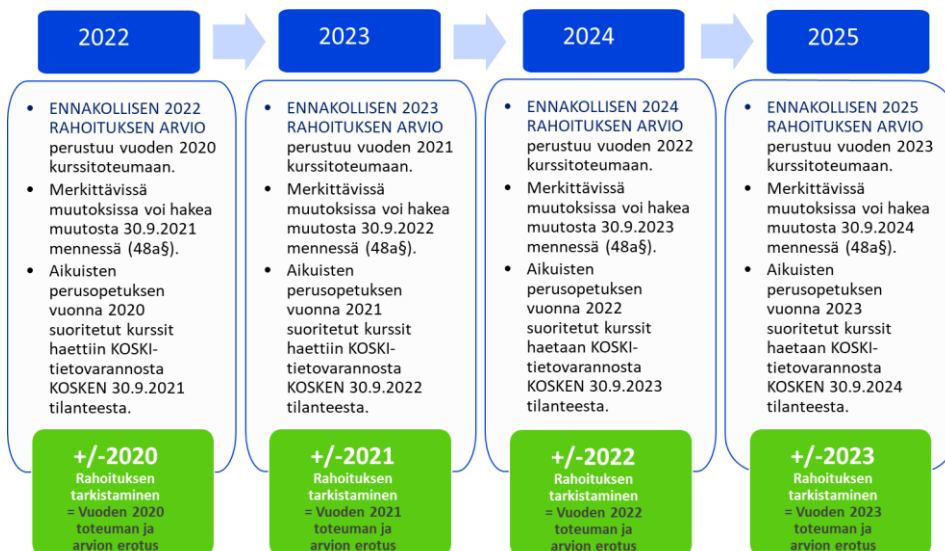 2022
• ENNAKOLLISEN 2022
RAHOITUKSEN ARVIO
perustuu vuoden 2020
kurssitoteumaan.
• Merkittävissä
muutoksissa voi hakea
muutosta 30.9.2021
mennessä (48a§).
• Aikuisten
perusopetuksen
vuonna 2020
suoritetut kurssit
haettiin KOSKI-
tietovarannosta
KOSKEN 30.9.2021
tilanteesta.
+/-2020
Rahoituksen
tarkistaminen
= Vuoden 2020
toteuman ja
arvion erotus
2023
• ENNAKOLLISEN 2023
RAHOITUKSEN ARVIO
perustuu vuoden 2021
kurssitoteumaan.
• Merkittävissä
muutoksissa voi hakea
muutosta 30.9.2022
mennessä (48a§).
• Aikuisten
perusopetuksen
vuonna 2021
suoritetut kurssit
haettiin KOSKI-
tietovarannosta
KOSKEN 30.9.2022
tilanteesta.
+/-2021
Rahoituksen
tarkistaminen
= Vuoden 2021
toteuman ja
arvion erotus
2024
• ENNAKOLLISEN 2024
RAHOITUKSEN ARVIO
perustuu vuoden 2022
kurssitoteumaan.
• Merkittävissä
muutoksissa voi hakea
muutosta 30.9.2023
mennessä (48a§).
• Aikuisten
perusopetuksen
vuonna 2022
suoritetut kurssit
haetaan KOSKI-
tietovarannosta
KOSKEN 30.9.2023
tilanteesta.
+/-2022
Rahoituksen
tarkistaminen
= Vuoden 2022
toteuman ja
arvion erotus
2025
• ENNAKOLLISEN 2025
RAHOITUKSEN ARVIO
perustuu vuoden 2023
kurssitoteumaan.
• Merkittävissä
muutoksissa voi hakea
muutosta 30.9.2024
mennessä (48a§).
• Aikuisten
perusopetuksen
vuonna 2023
suoritetut kurssit
haetaan KOSKI-
tietovarannosta
KOSKEN 30.9.2024
tilanteesta.
+/-2023
Rahoituksen
tarkistaminen
= Vuoden 2023
toteuman ja
arvion erotus